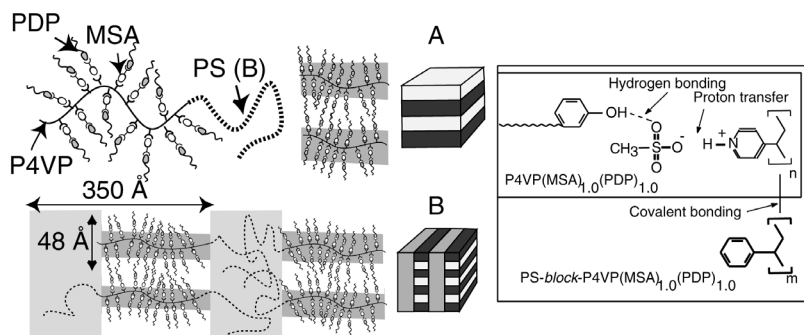 PDP
MSA
PS (B)
P4VP
A
350 Å
48 Å
B
Hydrogen bonding
Proton transfer
OH
O
H
+
N
CH3
S
O
-
O
n
P4VP(MSA)1.0(PDP)1.0
Covalent bonding
m
PS-block-P4VP(MSA)1.0(PDP)1.0